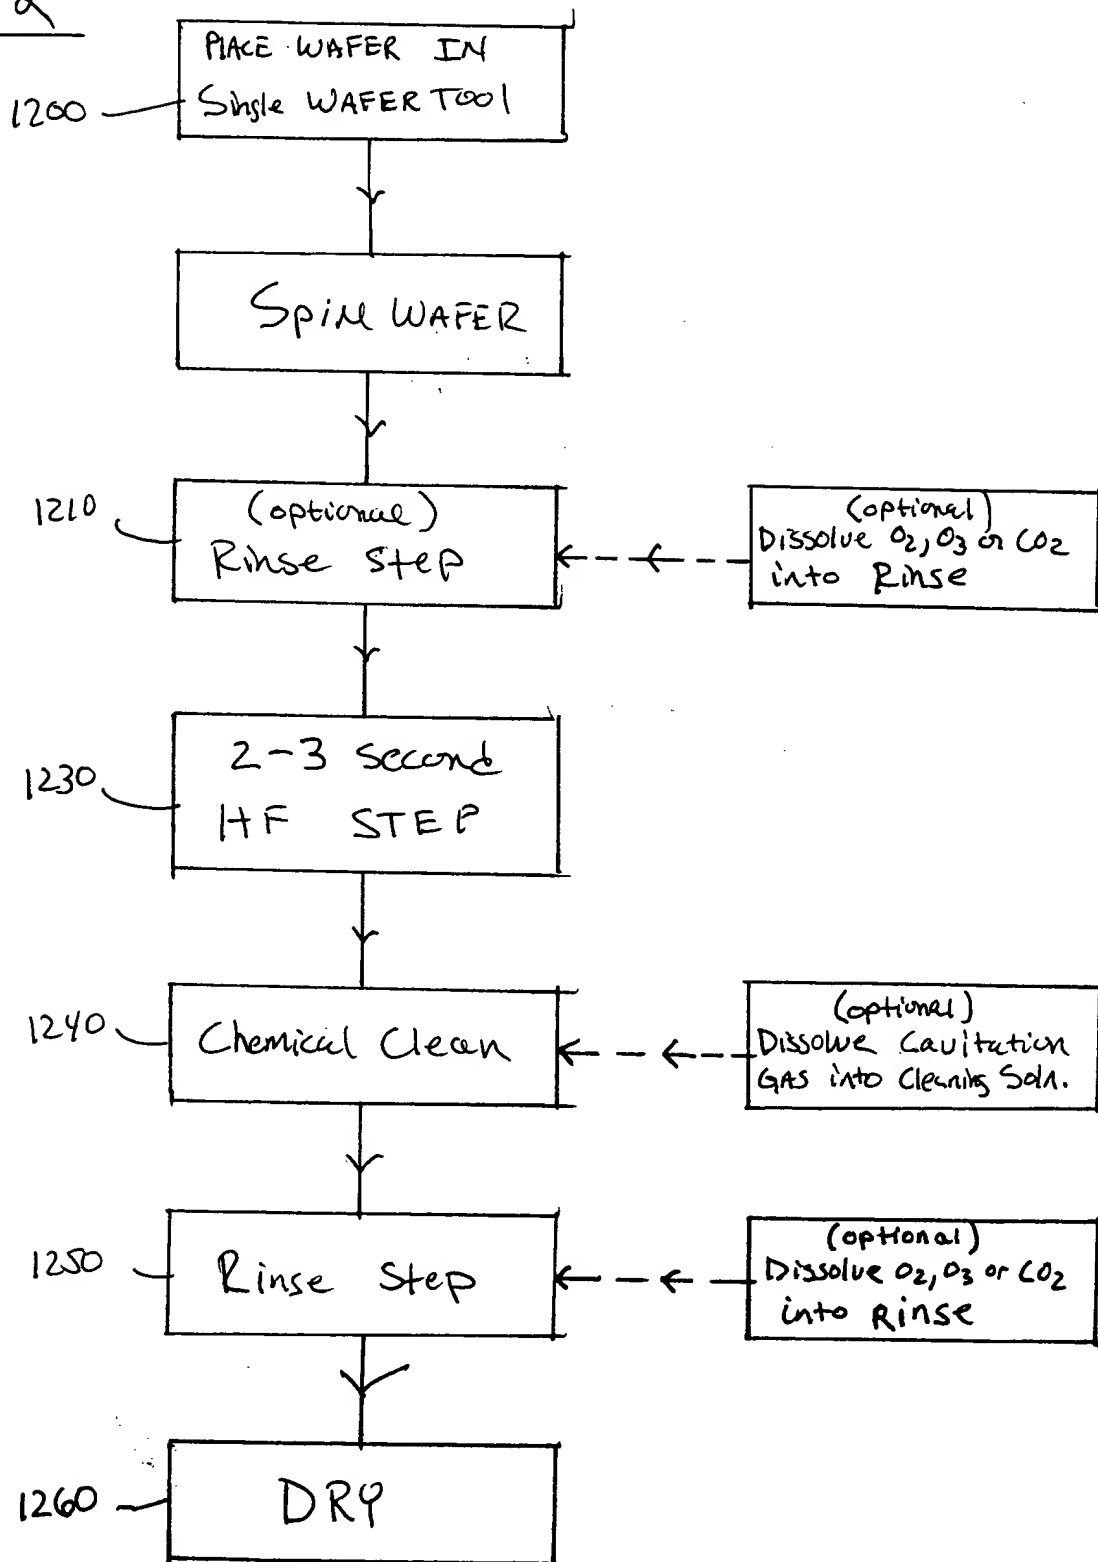 PLACE WAFER IN
1200
Single WAFER TOOL
Spin WAFER
1210
(optional)
Rinse Step
(optional)
Dissolve O2, O3 or CO2
into Rinse
1230
2-3 second
HF STEP
1240
Chemical Clean
(optional)
Dissolve Cavitation
GAS into Cleaning Soln.
1250
Rinse Step
(optional)
Dissolve O2, O3 or CO2
into Rinse
1260
DRY